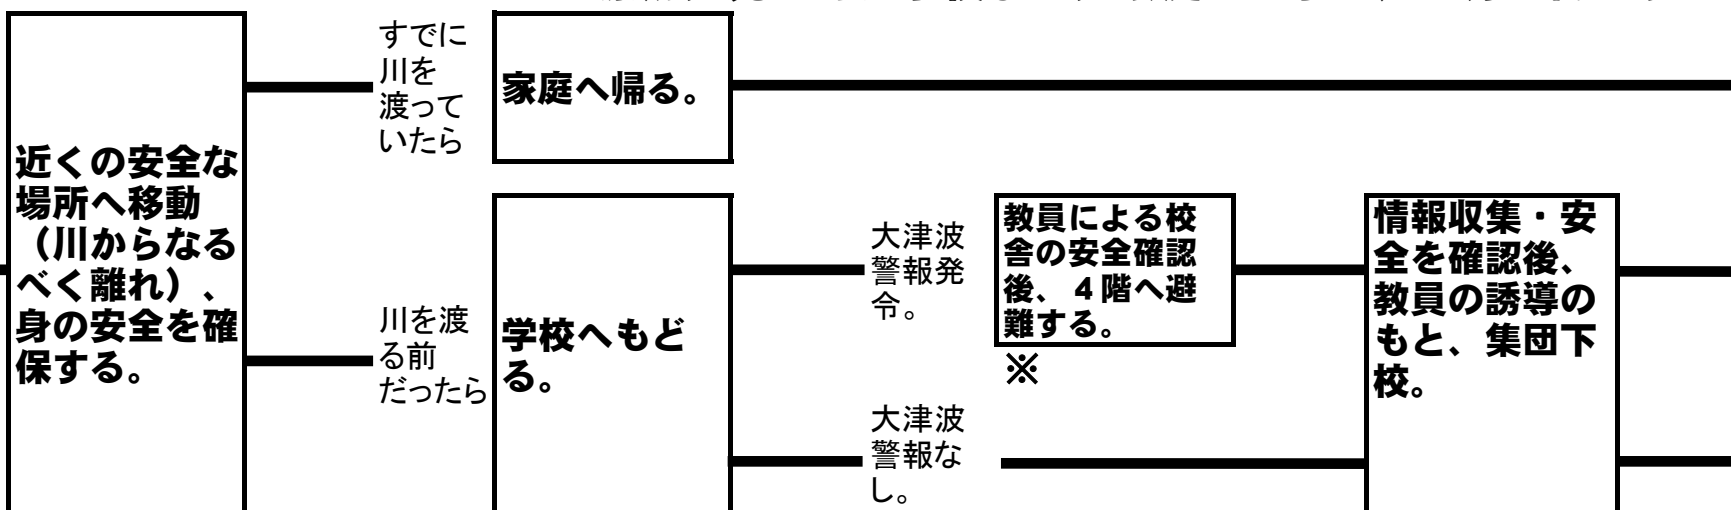 近くの安全な
場所へ移動
（川からなる
べく離れ）、
身の安全を確
保する。
すでに
川を
渡って
いたら
家庭へ帰る。
川を渡
る前
だったら
学校へもど
る。
大津波
警報発
令。
教員による校
舎の安全確認
後、４階へ避
難する。
※
大津波
警報な
し。
情報収集・安
全を確認後、
教員の誘導の
もと、集団下
校。